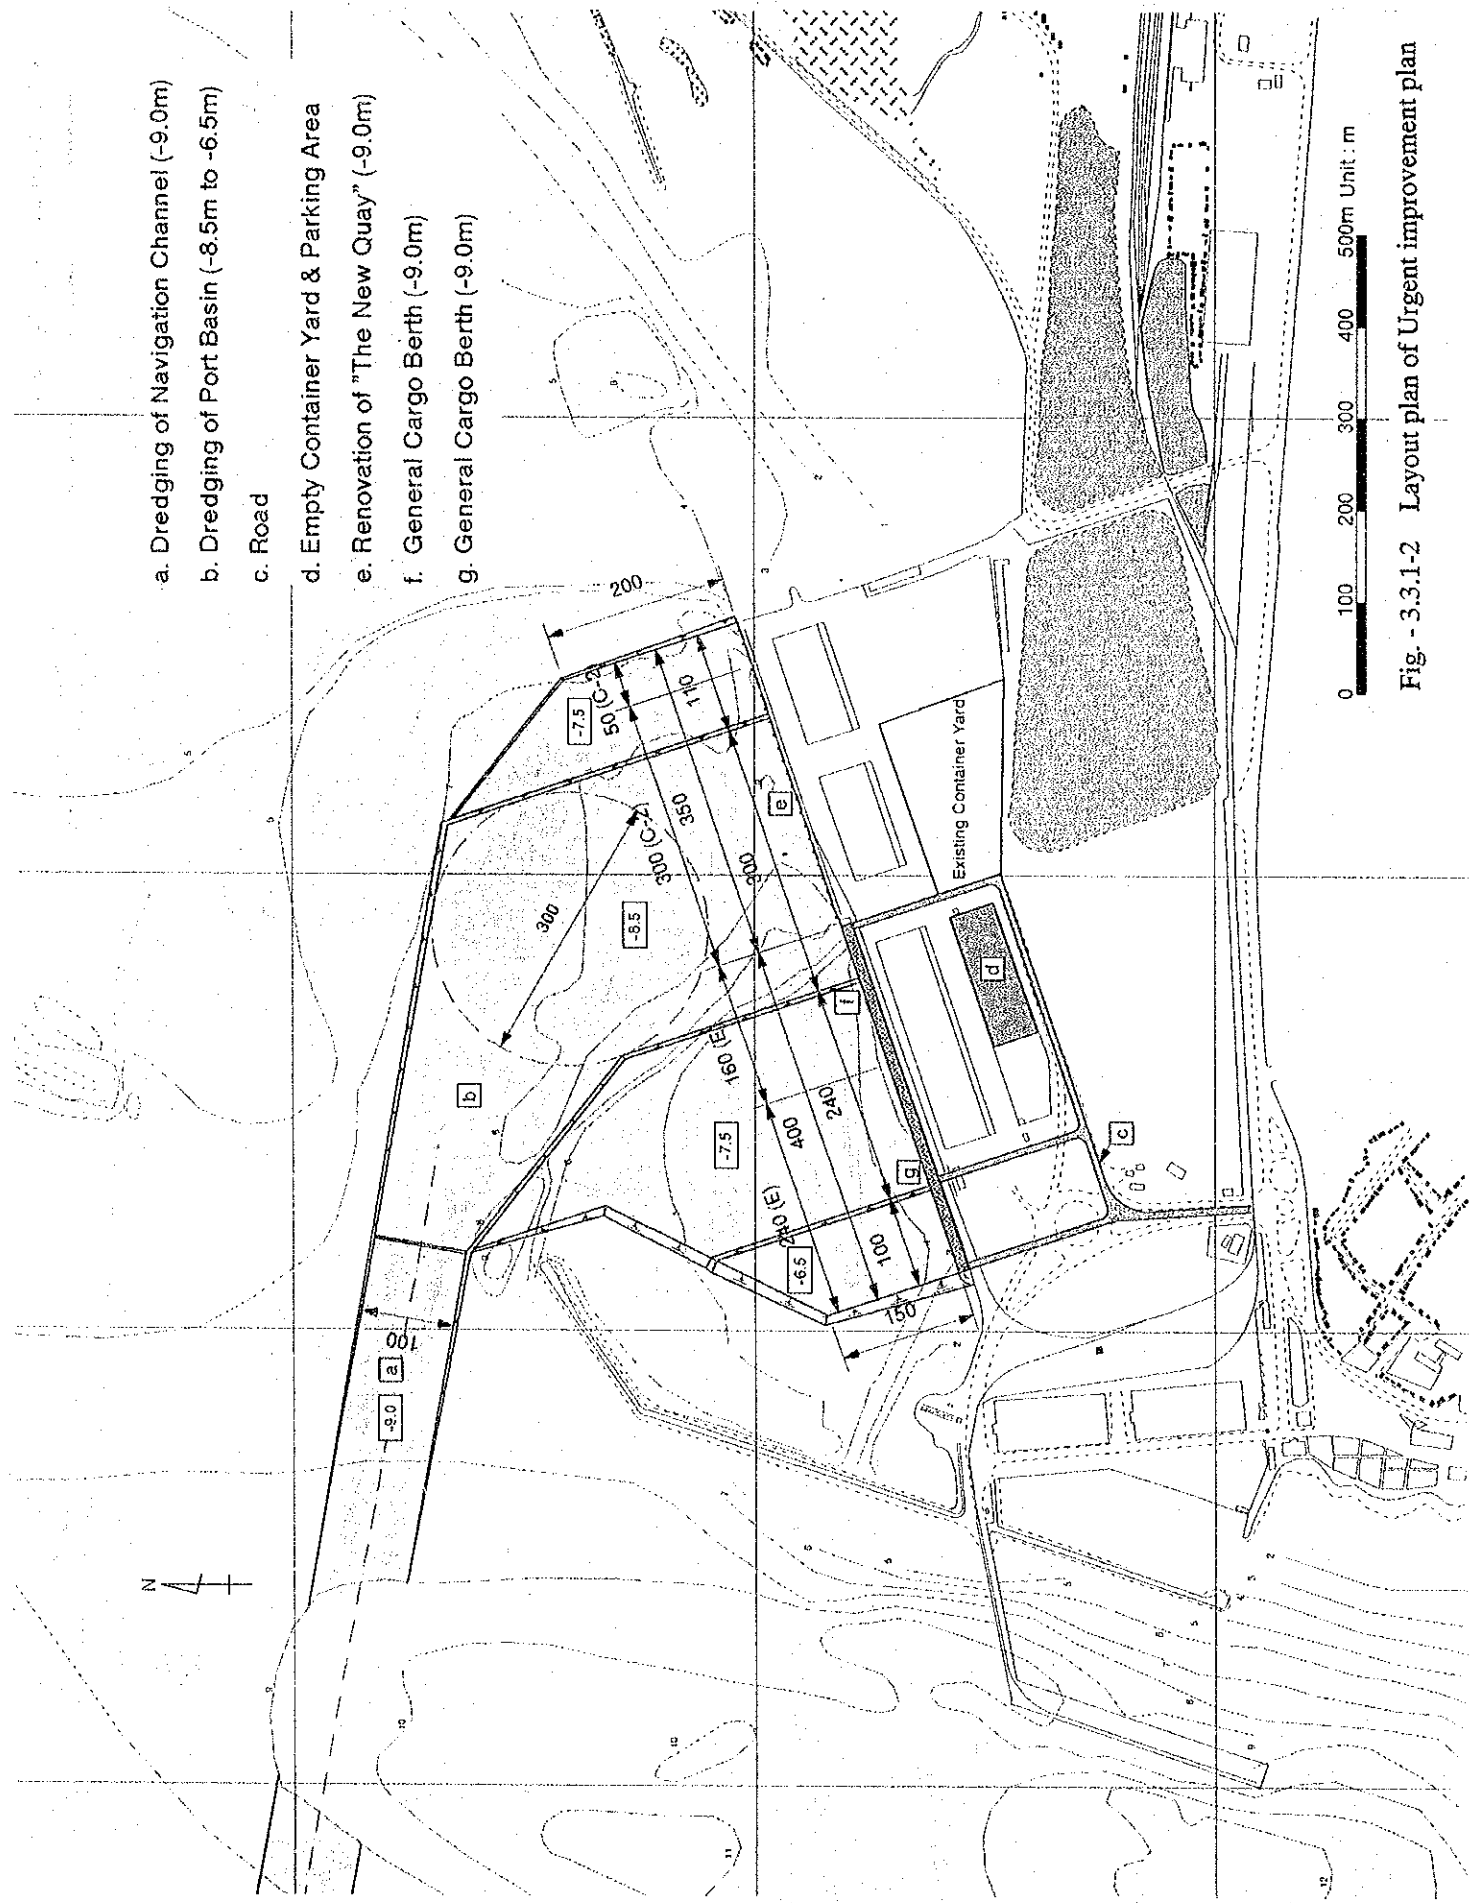 a. Dredging of Navigation Channel (-9.0m)
b. Dredging of Port Basin (-8.5m to -6.5m)
c. Road
d. Empty Container Yard & Parking Area
e. Renovation of "The New Quay" (-9.0m)
f. General Cargo Berth (-9.0m)
g. General Cargo Berth (-9.0m)
N
-9.0
a
100
b
300
-8.5
-7.5
200
50 (C-2)
110
300 (C-2)
350
300
e
160 (E)
-7.5
400
240
f
240 (E)
g
-6.5
100
150
d
c
Existing Container Yard
0 100 200 300 400 500m Unit : m
Fig. - 3.3.1-2 Layout plan of Urgent improvement plan